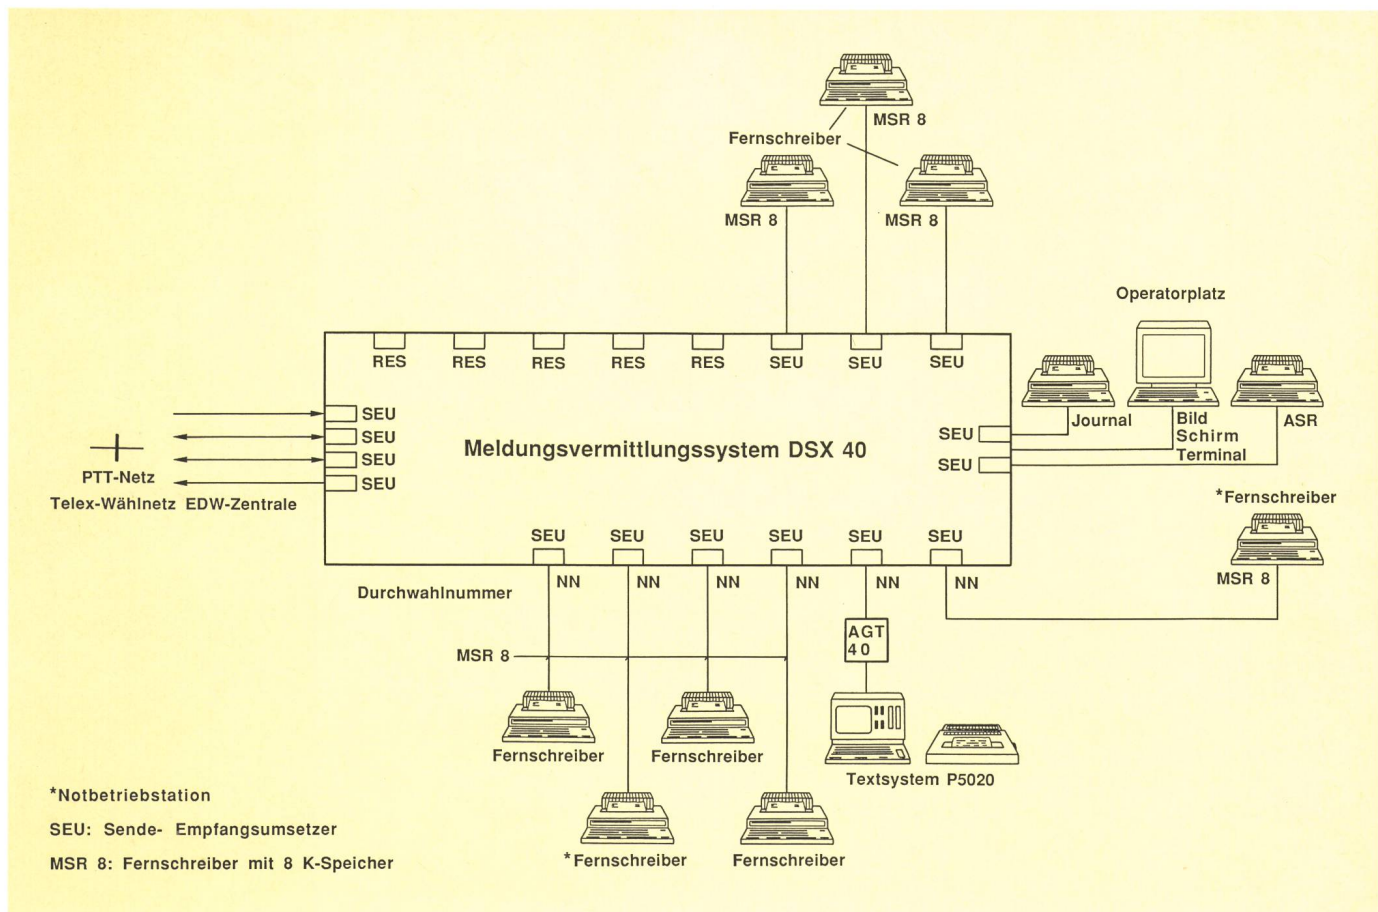 MSR 8
Fernschreiber
MSR 8
MSR 8
Operatorplatz
RES
RES
RES
RES
RES
SEU
SEU
SEU
Journal
Bild
Schirm
Terminal
ASR
SEU
SEU
SEU
SEU
SEU
SEU
Meldungsvermittlungssystem DSX 40
PTT-Netz
Telex-Wählnetz EDW-Zentrale
*Fernschreiber
MSR 8
SEU
SEU
SEU
SEU
SEU
SEU
NN
NN
NN
NN
NN
NN
Durchwahlnummer
AGT
40
MSR 8
Fernschreiber
Fernschreiber
Textsystem P5020
*Fernschreiber
Fernschreiber
*Notbetriebstation
SEU: Sende- Empfangsumsetzer
MSR 8: Fernschreiber mit 8 K-Speicher